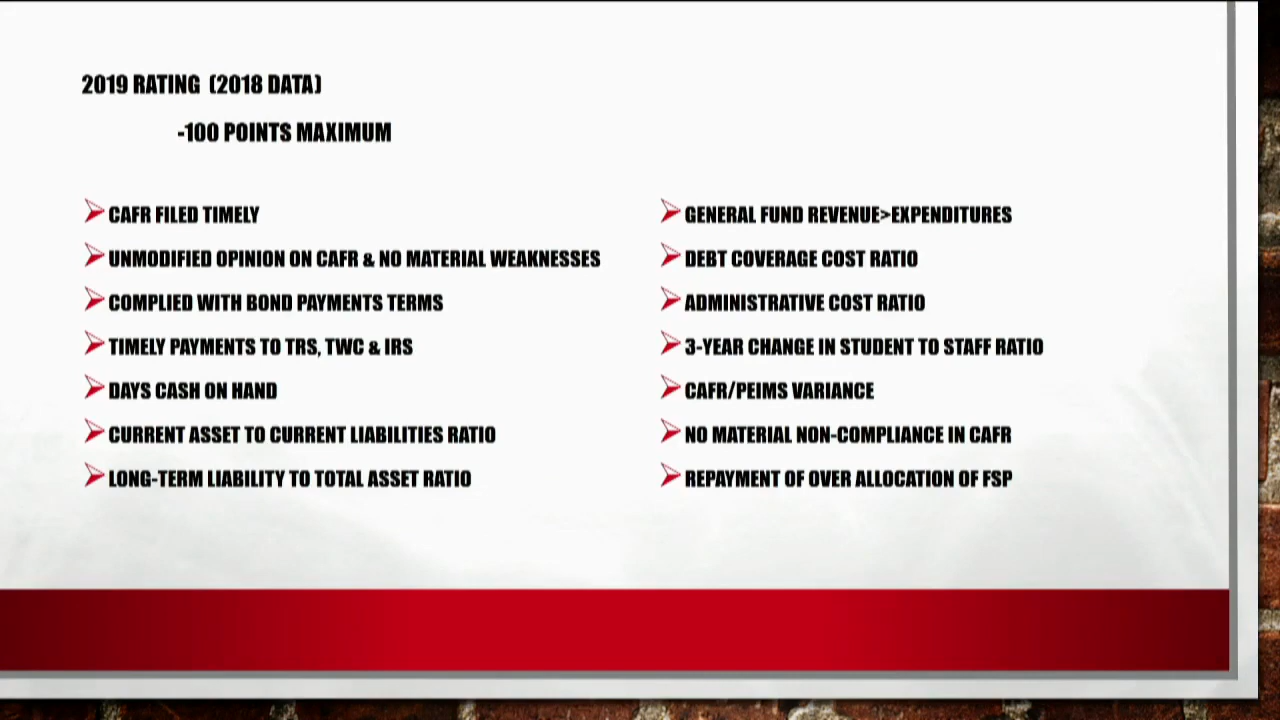 2019 RATING (2018 DATA)
-100 POINTS MAXIMUM
CAFR FILED TIMELY
UNMODIFIED OPINION ON CAFR & NO MATERIAL WEAKNESSES
COMPLIED WITH BOND PAYMENTS TERMS
TIMELY PAYMENTS TO TRS, TWC & IRS
DAYS CASH ON HAND
CURRENT ASSET TO CURRENT LIABILITIES RATIO
LONG-TERM LIABILITY TO TOTAL ASSET RATIO
GENERAL FUND REVENUE>EXPENDITURES
DEBT COVERAGE COST RATIO
ADMINISTRATIVE COST RATIO
3-YEAR CHANGE IN STUDENT TO STAFF RATIO
CAFR/PEIMS VARIANCE
NO MATERIAL NON-COMPLIANCE IN CAFR
REPAYMENT OF OVER ALLOCATION OF FSP